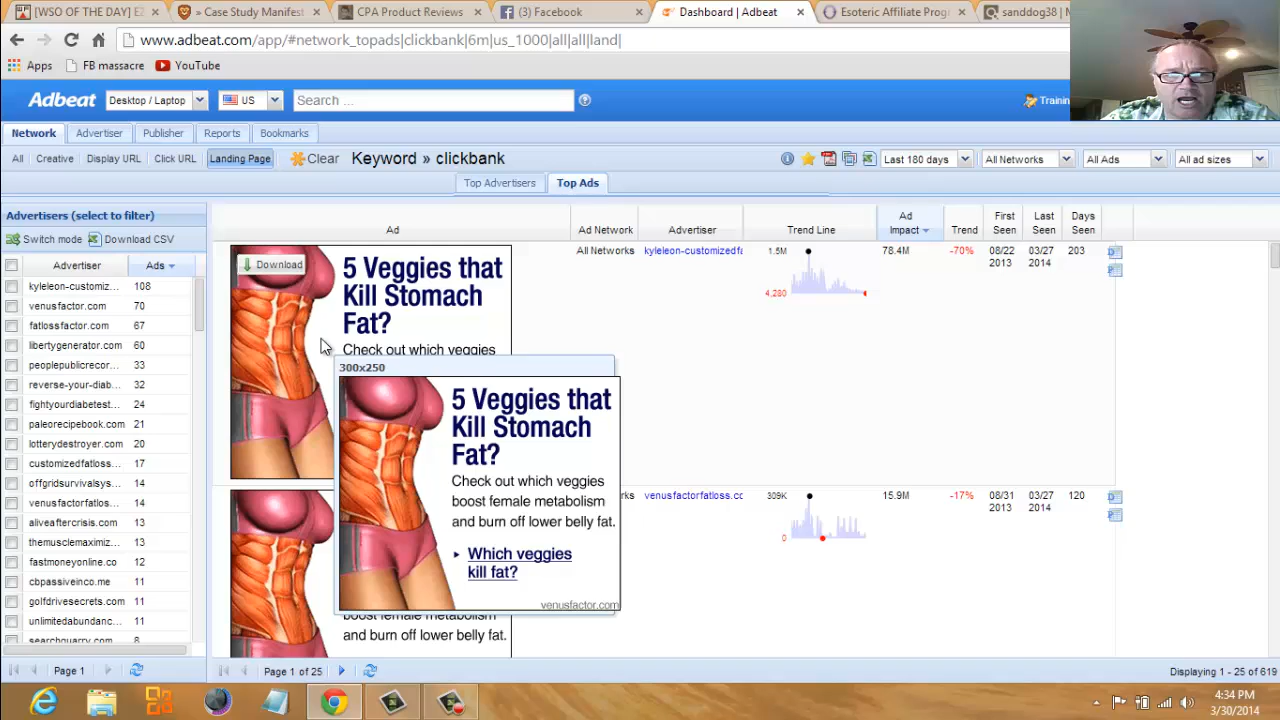 [WSO OF THE DAY] EZ
» Case Study Manifest
CPA Product Reviews
(3) Facebook
Dashboard | Adbeat
Esoteric Affiliate Prog
sanddog38 | M
www.adbeat.com/app/#network_topads|clickbank|6m|us_1000|all|all|land|
Apps
FB massacre
YouTube
Adbeat
Desktop / Laptop
US
Search ...
Trainin
Network
Advertiser
Publisher
Reports
Bookmarks
All
Creative
Display URL
Click URL
Landing Page
Clear
Keyword » clickbank
Last 180 days
All Networks
All Ads
All ad sizes
Top Advertisers
Top Ads
Advertisers (select to filter)
Switch mode
Download CSV
Advertiser
Ads
kyleleon-customiz... 108
venusfactor.com 70
fatlossfactor.com 67
libertygenerator.com 60
peoplepublicrecor... 33
reverse-your-diab... 32
fightyourdiabetest... 24
paleorecipebook.com 21
lotterydestroyer.com 20
customizedfatloss... 17
offgridsurvivalsys... 14
venusfactorfatloss... 14
aliveaftercrisis.com 13
themusclemaximiz... 13
fastmoneyonline.co 12
cbpassiveinco.me 11
golfdrivesecrets.com 11
unlimitedabundanc... 11
searchquarry.com 8
Page 1
Ad
Ad Network
Advertiser
Trend Line
Ad Impact
Trend
First Seen
Last Seen
Days Seen
Download
5 Veggies that
Kill Stomach
Fat?
Check out which veggies
All Networks
kyleleon-customizedfa
1.5M
4,280
78.4M
-70%
08/22
2013
03/27
2014
203
300x250
5 Veggies that
Kill Stomach
Fat?
Check out which veggies
boost female metabolism
and burn off lower belly fat.
Which veggies
kill fat?
venusfactor.com
orks
venusfactorfatloss.cc
309K
0
15.9M
-17%
08/31
2013
03/27
2014
120
boost female metabolism
and burn off lower belly fat.
Page 1 of 25
Displaying 1 - 25 of 619
4:34 PM
3/30/2014